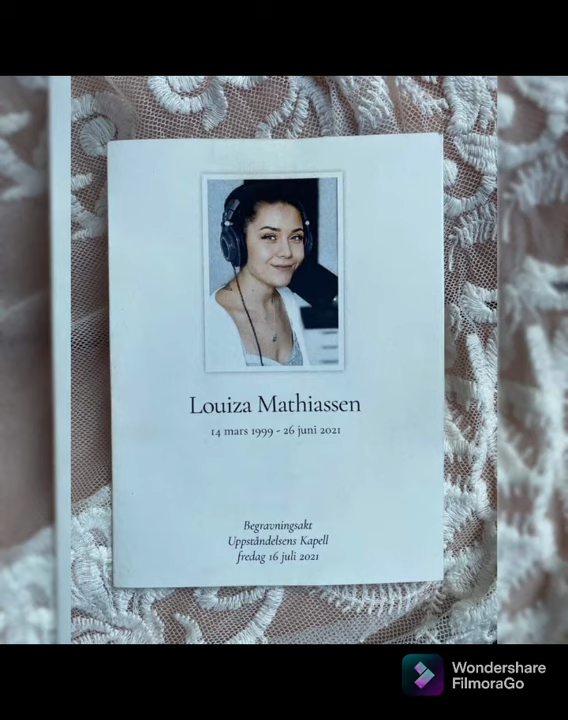 Louiza Mathiassen
14 mars 1999 - 26 juni 2021
Begravningsakt
Uppståndelsens Kapell
fredag 16 juli 2021
Wondershare
FilmoraGo